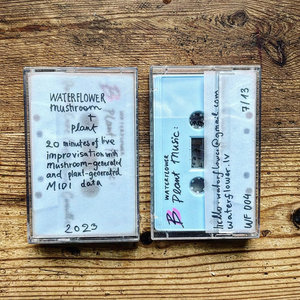 WATERFLOWER
mushroom
+
plant
20 minutes of live
improvisation with
mushroom-generated
and plant-generated
MIDI data
2023
WATERFLOWER
B Plant Music:
hello.waterflower@gmail.com
waterflower.lv
WF 004
7/13